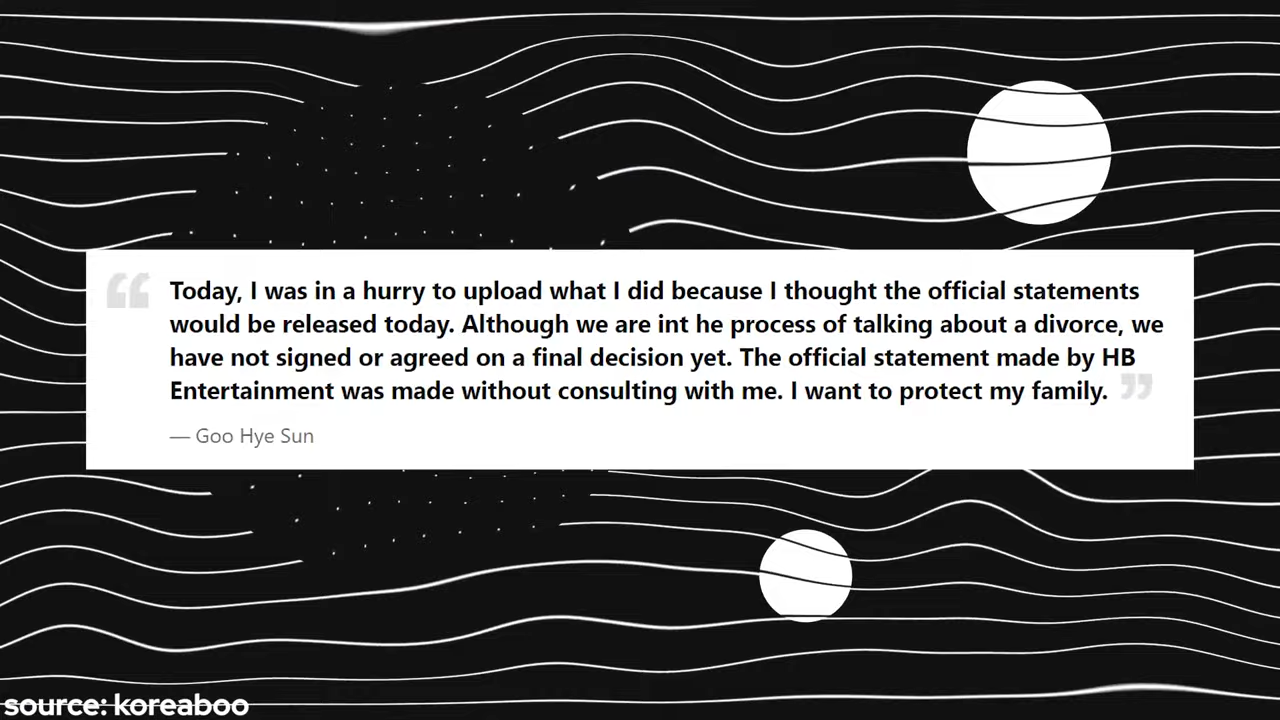 “
Today, I was in a hurry to upload what I did because I thought the official statements
would be released today. Although we are int he process of talking about a divorce, we
have not signed or agreed on a final decision yet. The official statement made by HB
Entertainment was made without consulting with me. I want to protect my family. ”
— Goo Hye Sun
source: koreaboo